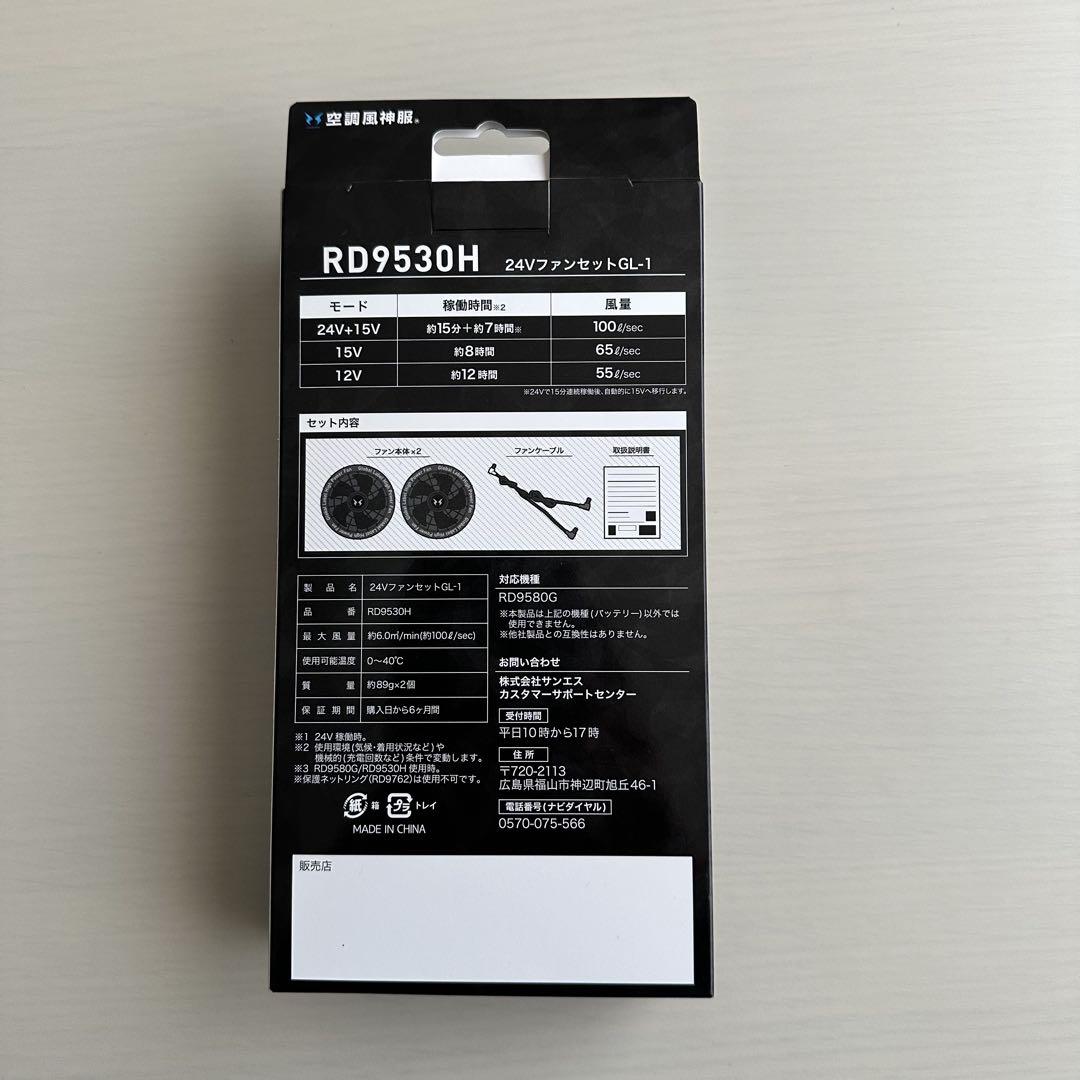 空調風神服®
RD9530H 24VファンセットGL-1
モード 稼働時間※2 風量
24V+15V 約15分+約7時間※ 100ℓ/sec
15V 約8時間 65ℓ/sec
12V 約12時間 55ℓ/sec
※24Vで15分連続稼働後、自動的に15Vへ移行します。
セット内容
ファン本体×2 ファンケーブル 取扱説明書
Global Label High Power Fan
Global Label High Power Fan
製品名 24VファンセットGL-1
品番 RD9530H
最大風量 約6.0㎥/min(約100ℓ/sec)
使用可能温度 0～40℃
質量 約89g×2個
保証期間 購入日から6ヶ月間
※1 24V 稼働時。
※2 使用環境(気候・着用状況など)や
機械的(充電回数など)条件で変動します。
※3 RD9580G/RD9530H 使用時。
※保護ネットリング(RD9762)は使用不可です。
紙 箱 プラ トレイ
MADE IN CHINA
対応機種
RD9580G
※本製品は上記の機種(バッテリー)以外では
使用できません。
※他社製品との互換性はありません。
お問い合わせ
株式会社サンエス
カスタマーサポートセンター
受付時間
平日10時から17時
住所
〒720-2113
広島県福山市神辺町旭丘46-1
電話番号(ナビダイヤル)
0570-075-566
販売店